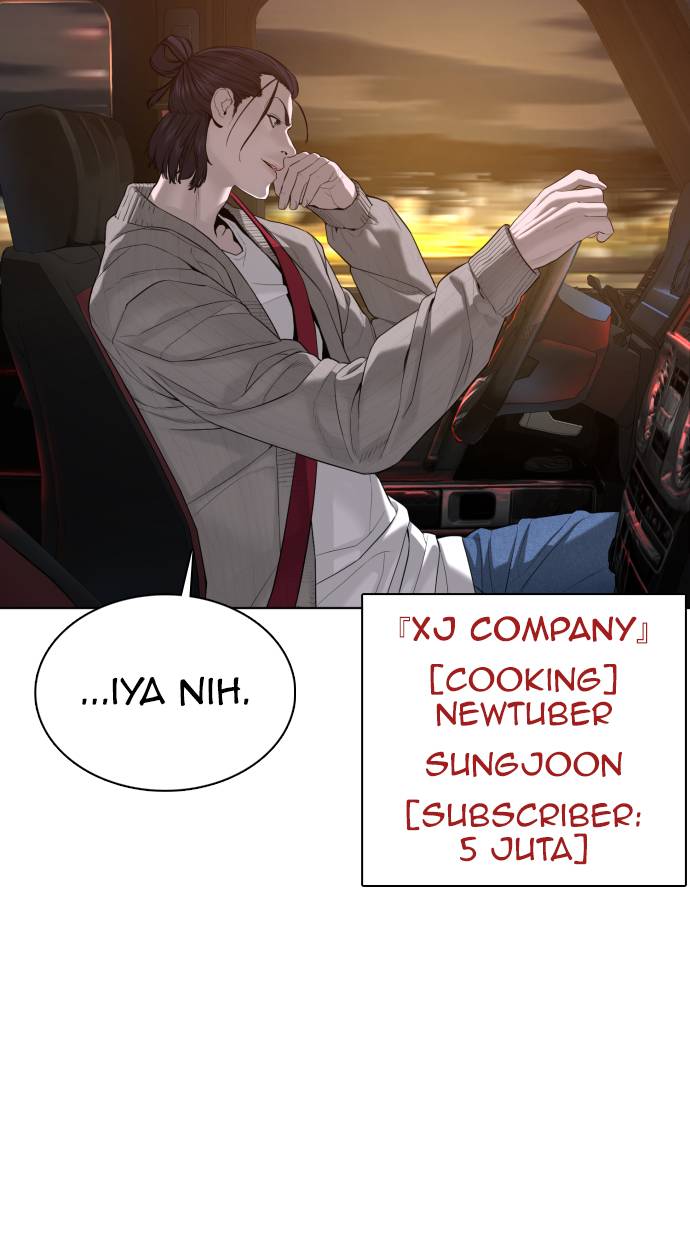 ...IYA NIH.
『XJ COMPANY』
[COOKING]
NEWTUBER
SUNGJOON
[SUBSCRIBER:
5 JUTA]